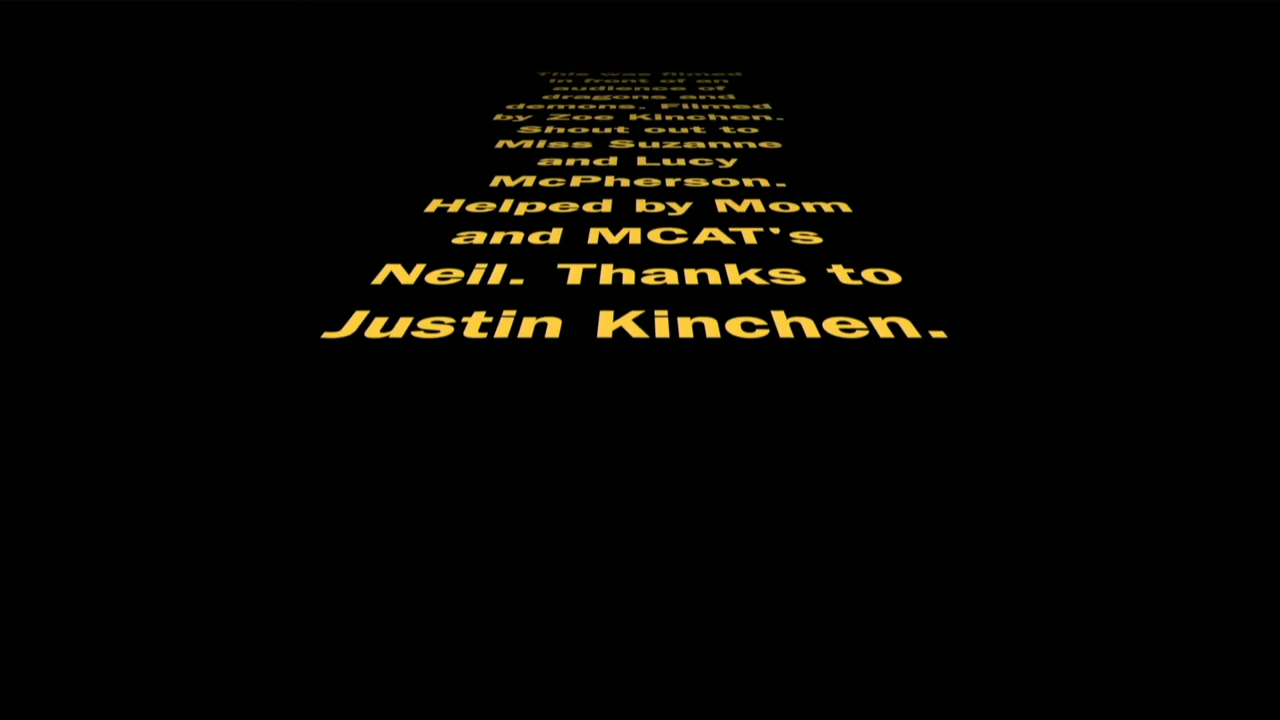 This was filmed
in front of an
audience of
dragons and
demons. Filmed
by Zoe Kinchen.
Shout out to
Miss Suzanne
and Lucy
McPherson.
Helped by Mom
and MCAT's
Neil. Thanks to
Justin Kinchen.